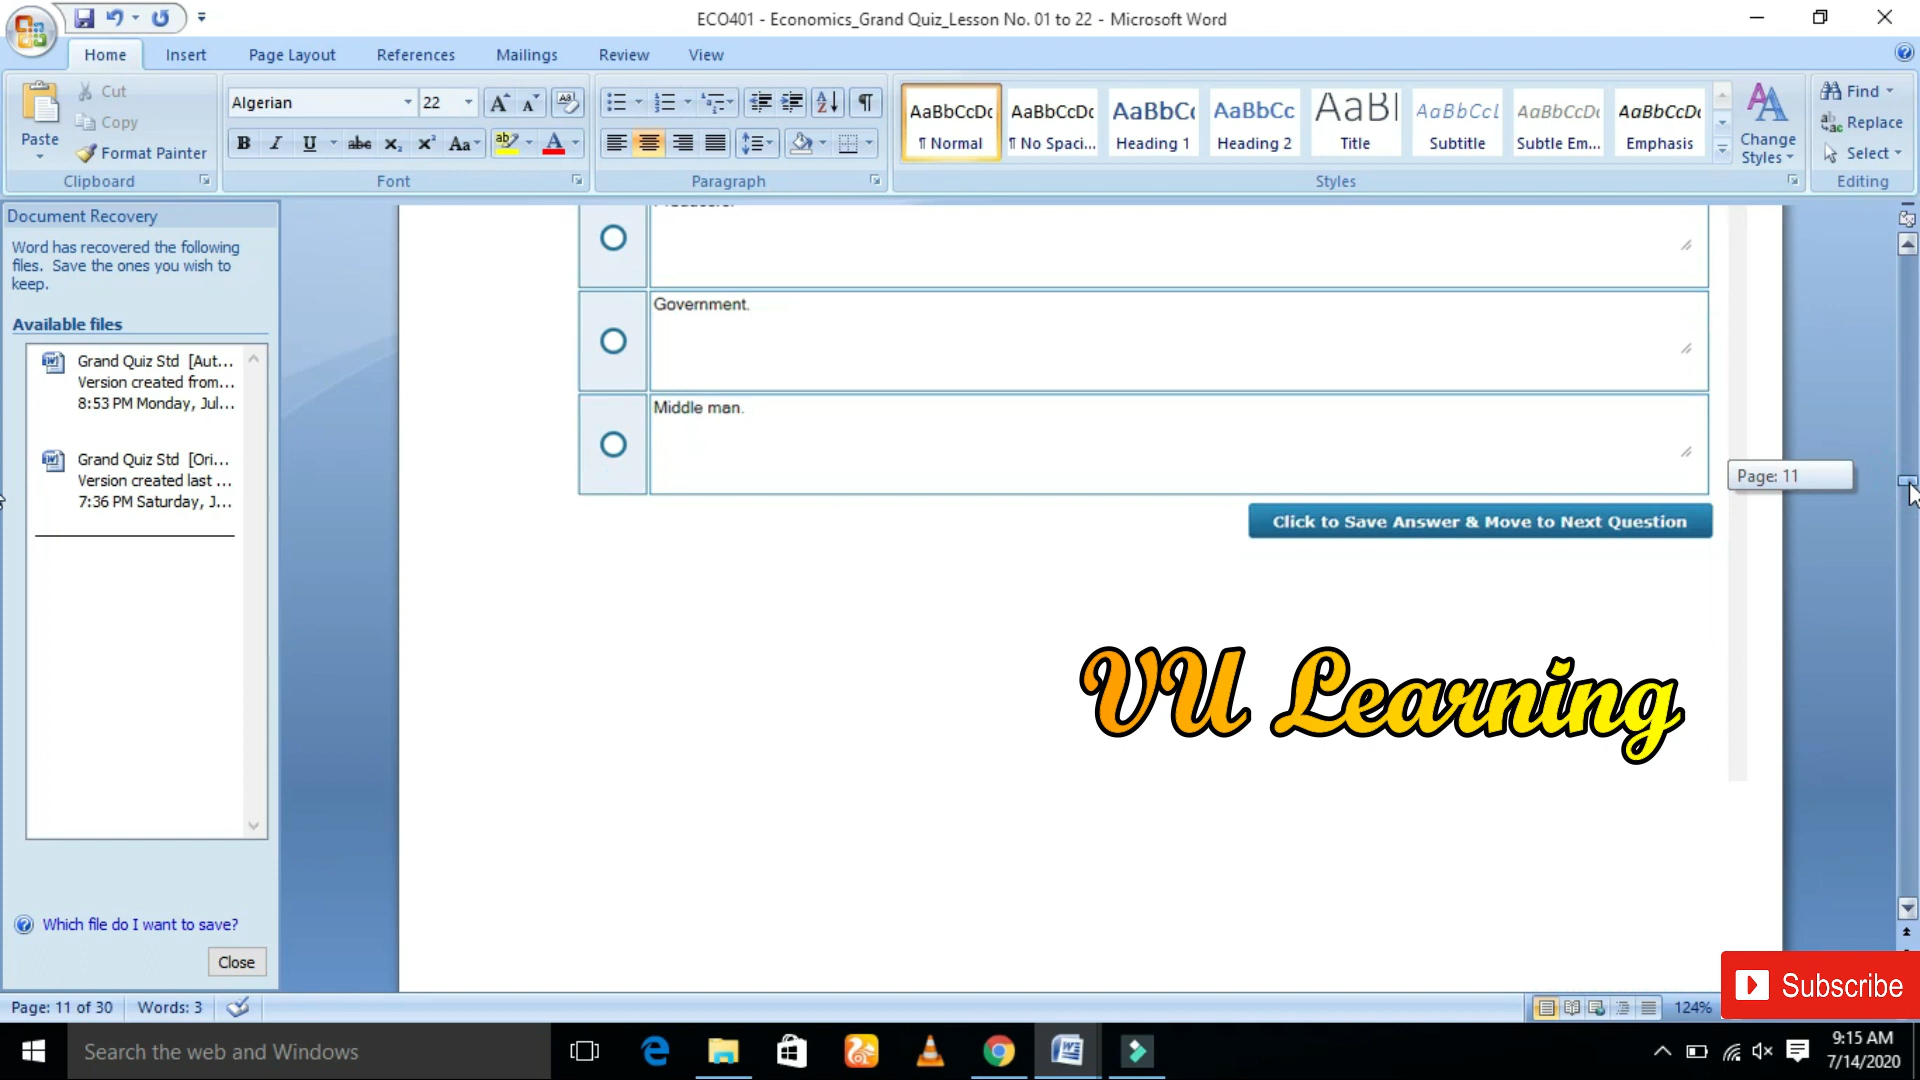 ECO401 - Economics_Grand Quiz_Lesson No. 01 to 22 - Microsoft Word
Home
Insert
Page Layout
References
Mailings
Review
View
Paste
Cut
Copy
Format Painter
Clipboard
Algerian
22
B I U abc X₂ X² Aa
Font
Paragraph
AaBbCcDc
¶ Normal
AaBbCcDc
¶ No Spaci...
AaBbC(
Heading 1
AaBbCc
Heading 2
AaB
Title
AaBbCcl
Subtitle
AaBbCcDc
Subtle Em...
AaBbCcDc
Emphasis
Change
Styles
Styles
Find
Replace
Select
Editing
Document Recovery
Word has recovered the following
files. Save the ones you wish to
keep.
Available files
Grand Quiz Std [Aut...
Version created from...
8:53 PM Monday, Jul...
Grand Quiz Std [Ori...
Version created last ...
7:36 PM Saturday, J...
Which file do I want to save?
Close
Government.
Middle man.
Click to Save Answer & Move to Next Question
Page: 11
VU Learning
Subscribe
Page: 11 of 30
Words: 3
124%
Search the web and Windows
9:15 AM
7/14/2020